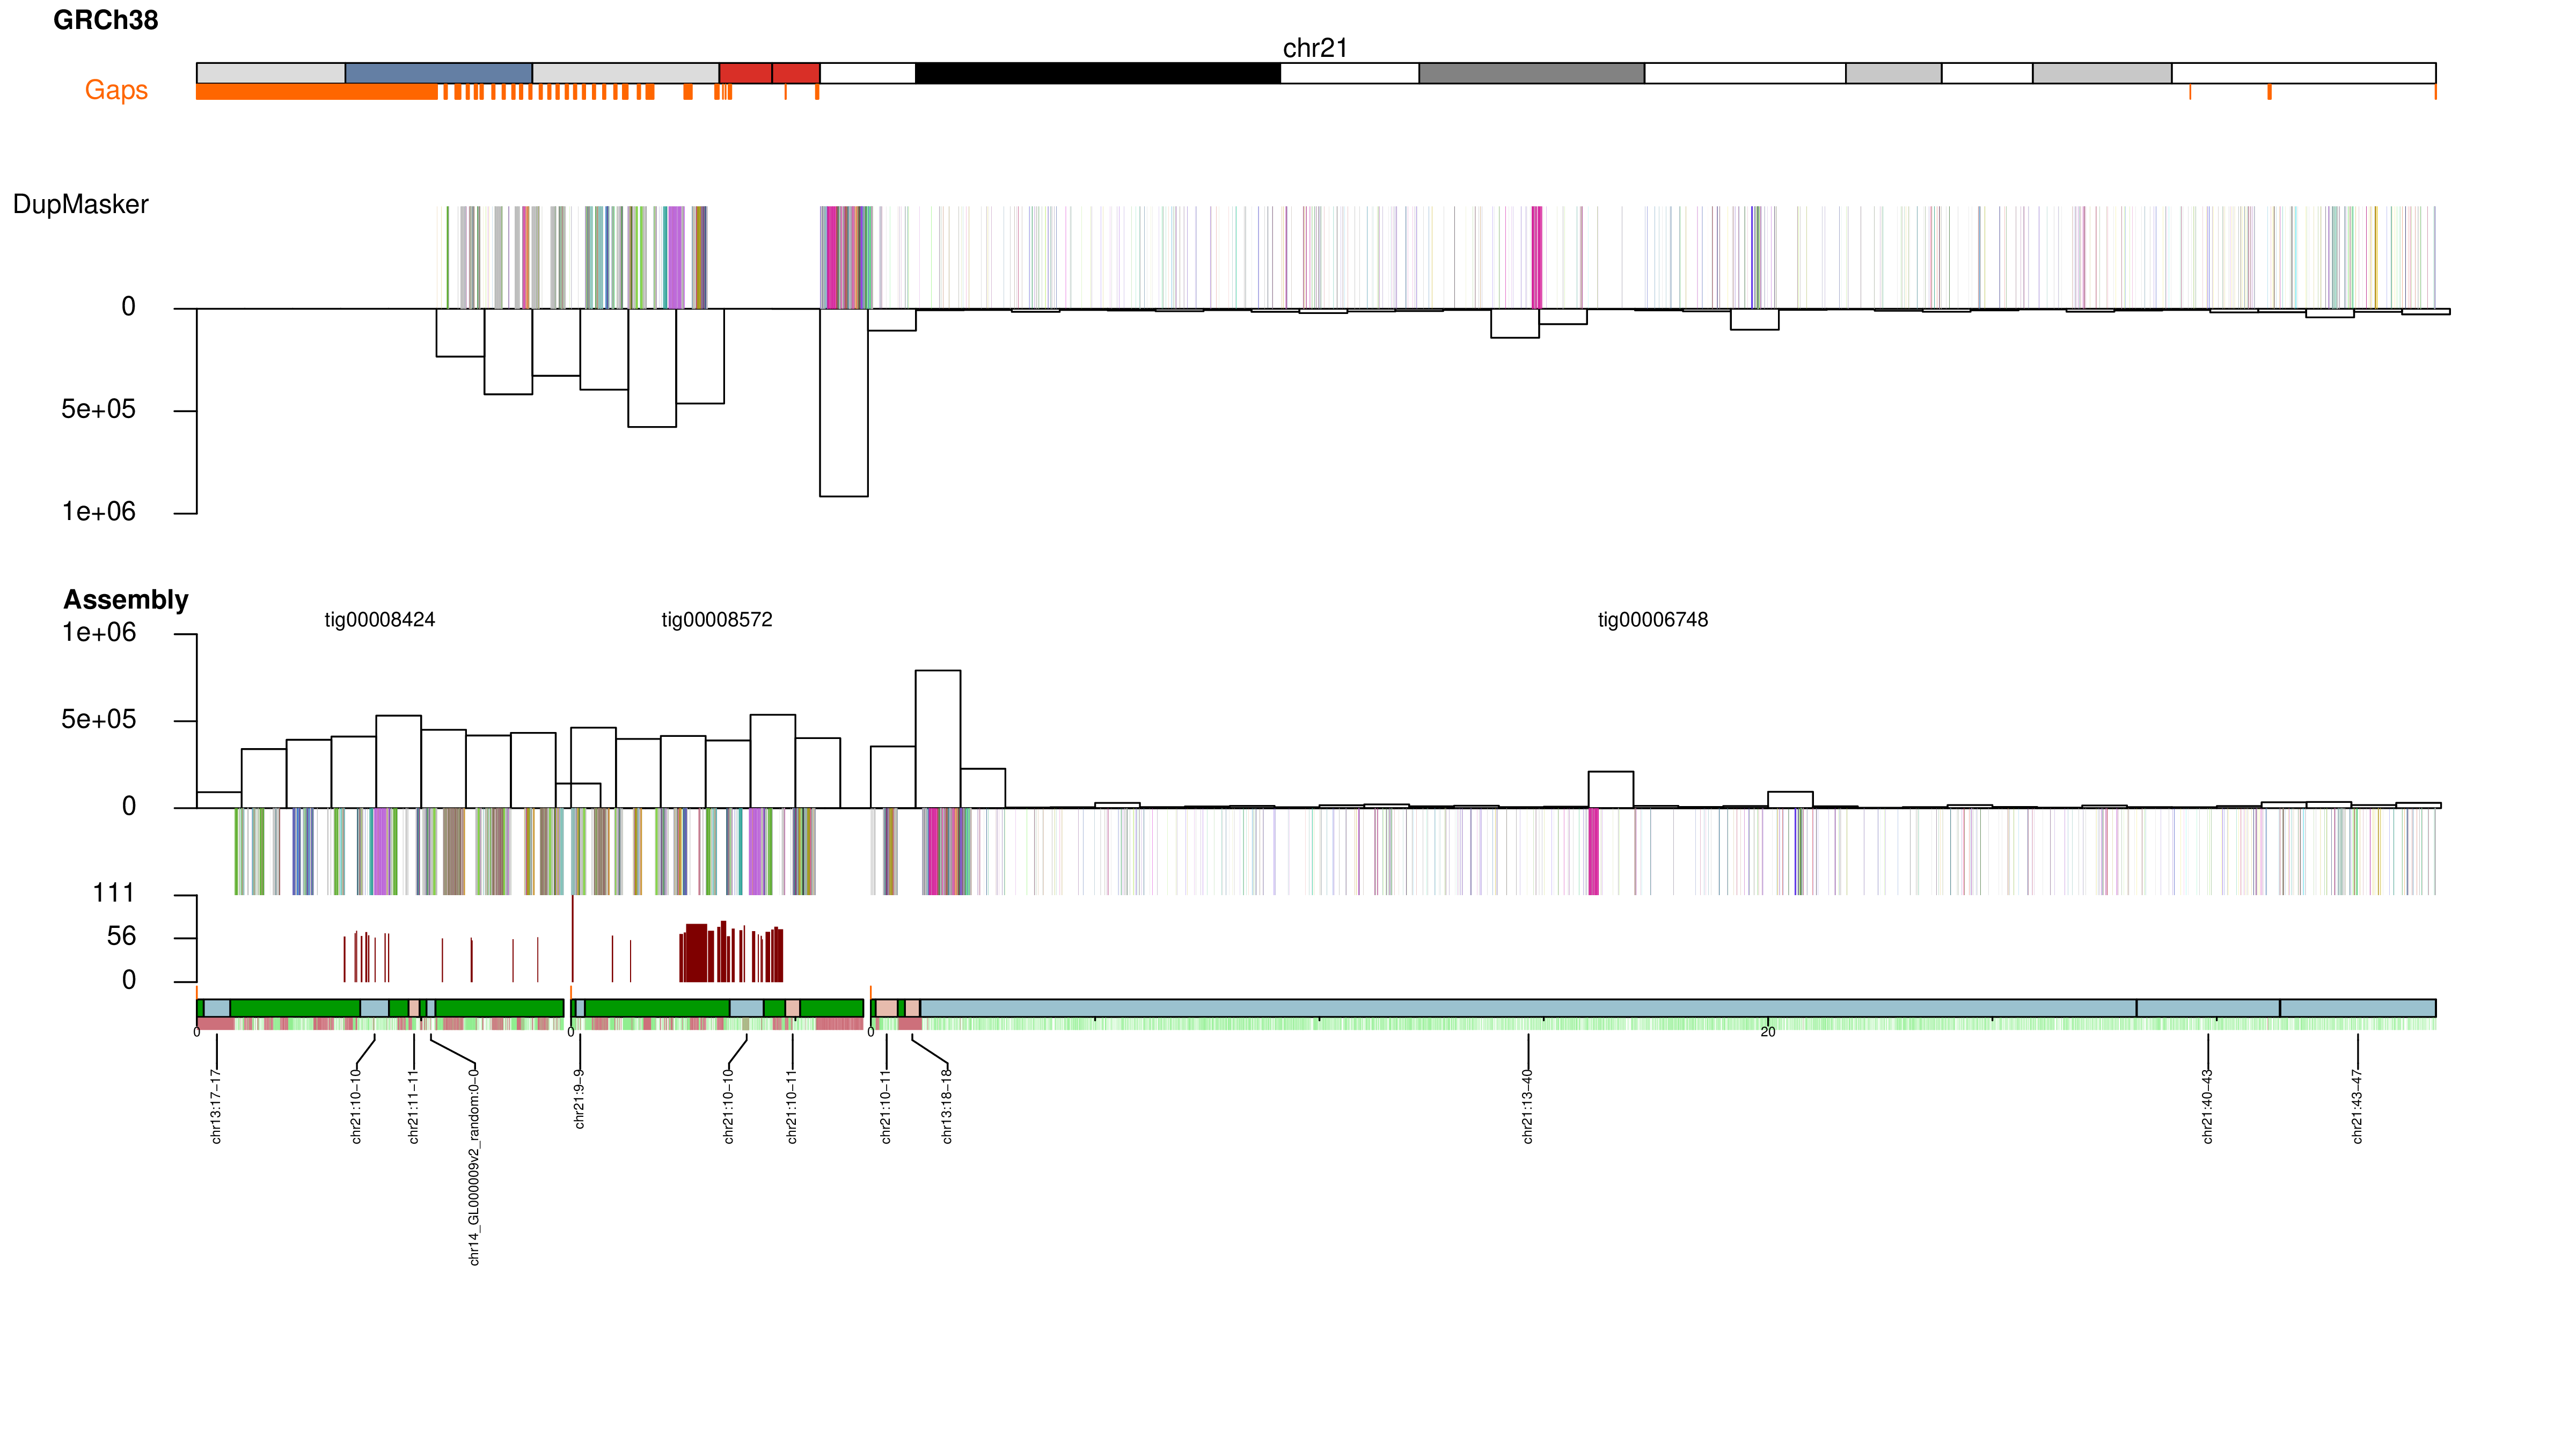 GRCh38
chr21
Gaps
DupMasker
0
5e+05
1e+06
Assembly
tig00008424 tig00008572 tig00006748
1e+06
5e+05
0
111
56
0
0 0 0 20
chr13:17−17
chr21:10−10
chr21:11−11
chr14_GL000009v2_random:0−0
chr21:9−9
chr21:10−10
chr21:10−11
chr21:10−11
chr13:18−18
chr21:13−40
chr21:40−43
chr21:43−47